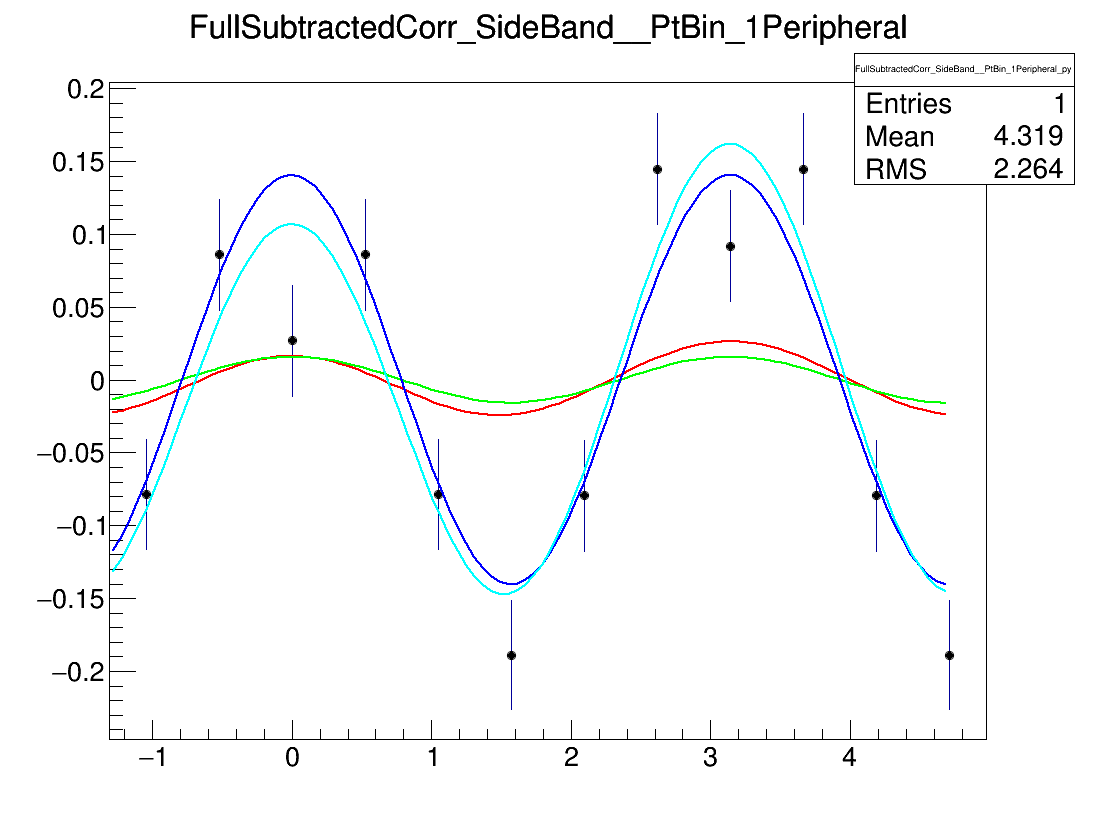 FullSubtractedCorr_SideBand__PtBin_1Peripheral
FullSubtractedCorr_SideBand__PtBin_1Peripheral_py
Entries 1
Mean 4.319
RMS 2.264
0.2
0.15
0.1
0.05
0
−0.05
−0.1
−0.15
−0.2
−1 0 1 2 3 4